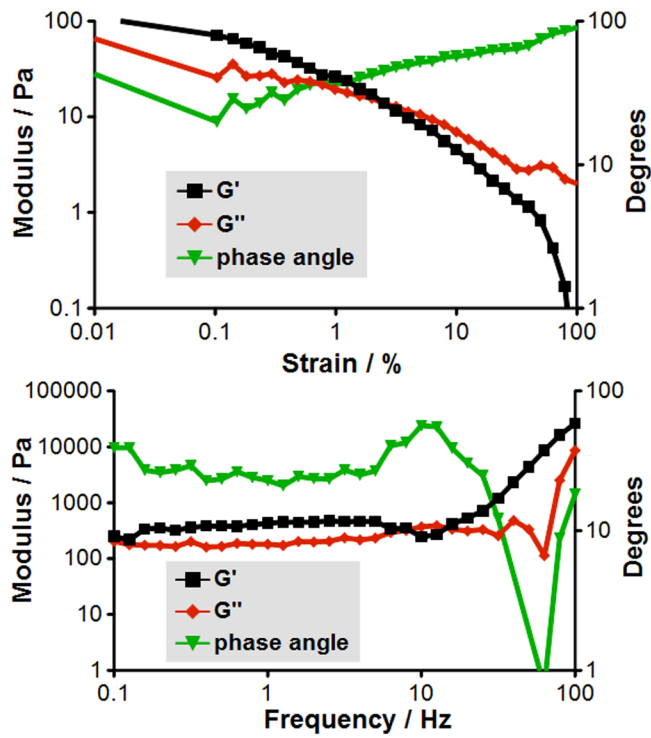 Modulus / Pa
100
10
1
0.1
G'
G''
phase angle
100
10
1
Degrees
0.01
0.1
1
10
100
Strain / %
Modulus / Pa
100000
10000
1000
100
10
1
G'
G''
phase angle
100
10
1
Degrees
0.1
1
10
100
Frequency / Hz